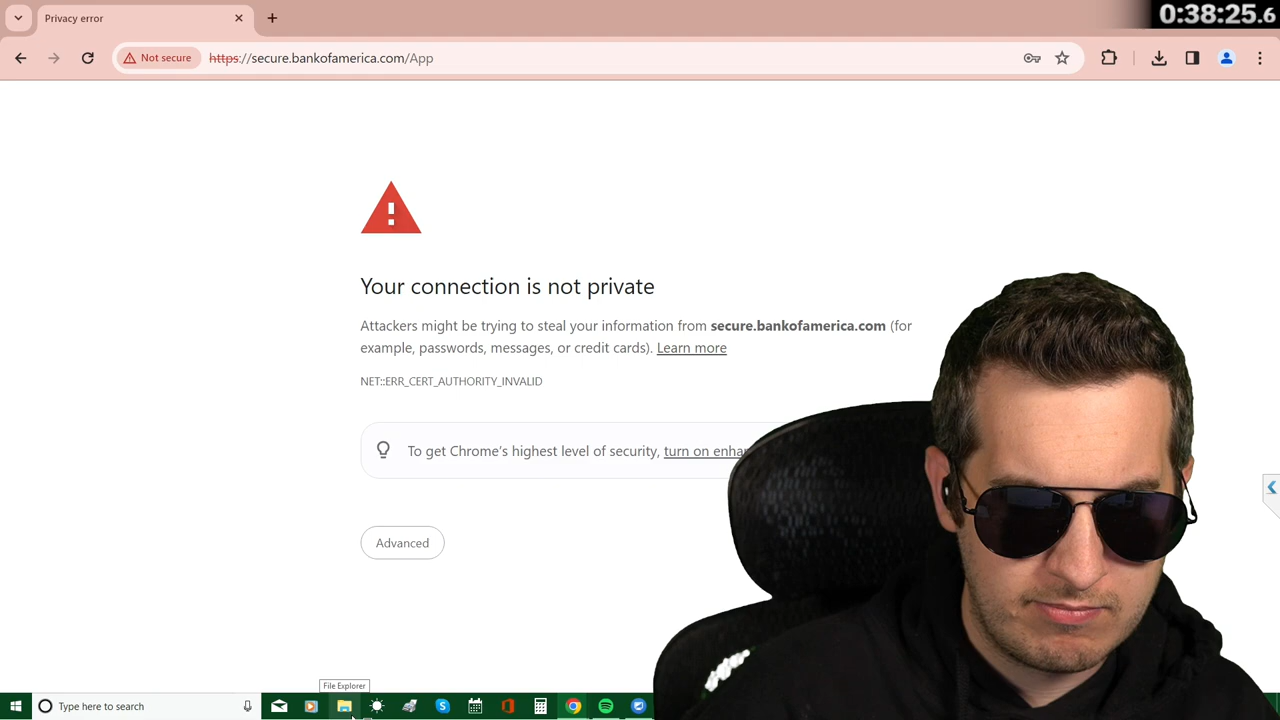 Privacy error
0:38:25.6
Not secure
https://secure.bankofamerica.com/App
Your connection is not private
Attackers might be trying to steal your information from secure.bankofamerica.com (for
example, passwords, messages, or credit cards). Learn more
NET::ERR_CERT_AUTHORITY_INVALID
To get Chrome's highest level of security, turn on enha
Advanced
File Explorer
Type here to search